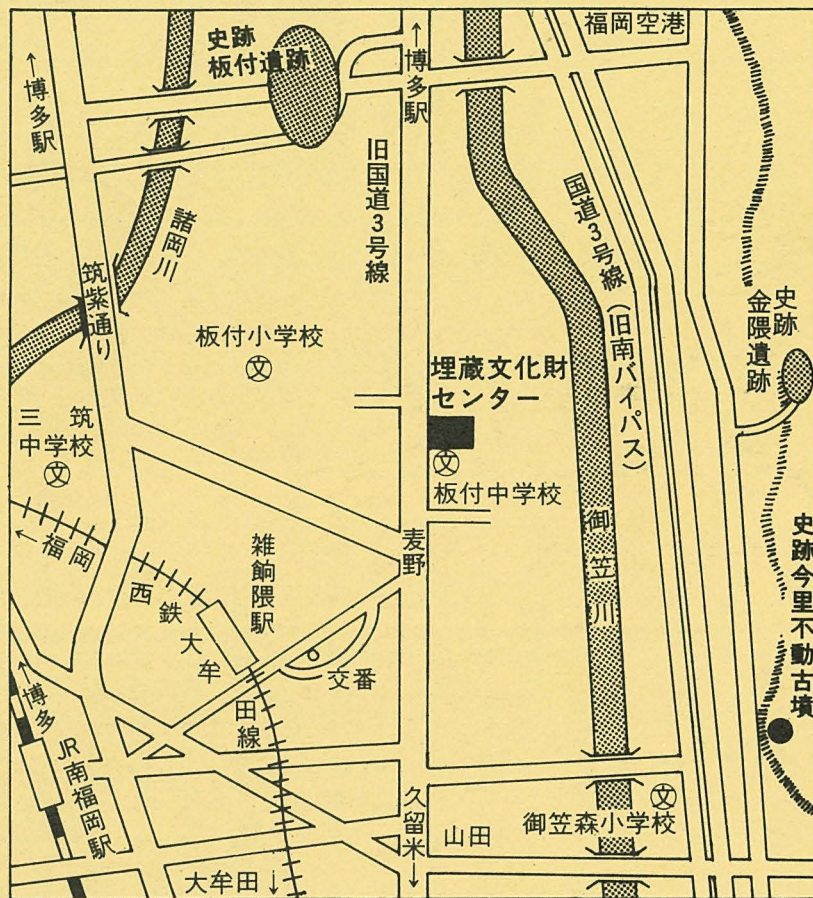 史跡
板付遺跡
↑博多駅
↑博多駅
福岡空港
旧国道3号線
国道3号線(旧南バイパス)
諸岡川
筑紫通り
板付小学校
文
史跡
金隈遺跡
埋蔵文化財
センター
文
板付中学校
三筑
中学校
文
←福岡
西鉄大牟田線
雑餉隈駅
麦野
交番
御笠川
史跡今里不動古墳
↑博多
JR南福岡駅
久留米↓
山田
文
御笠森小学校
大牟田↓